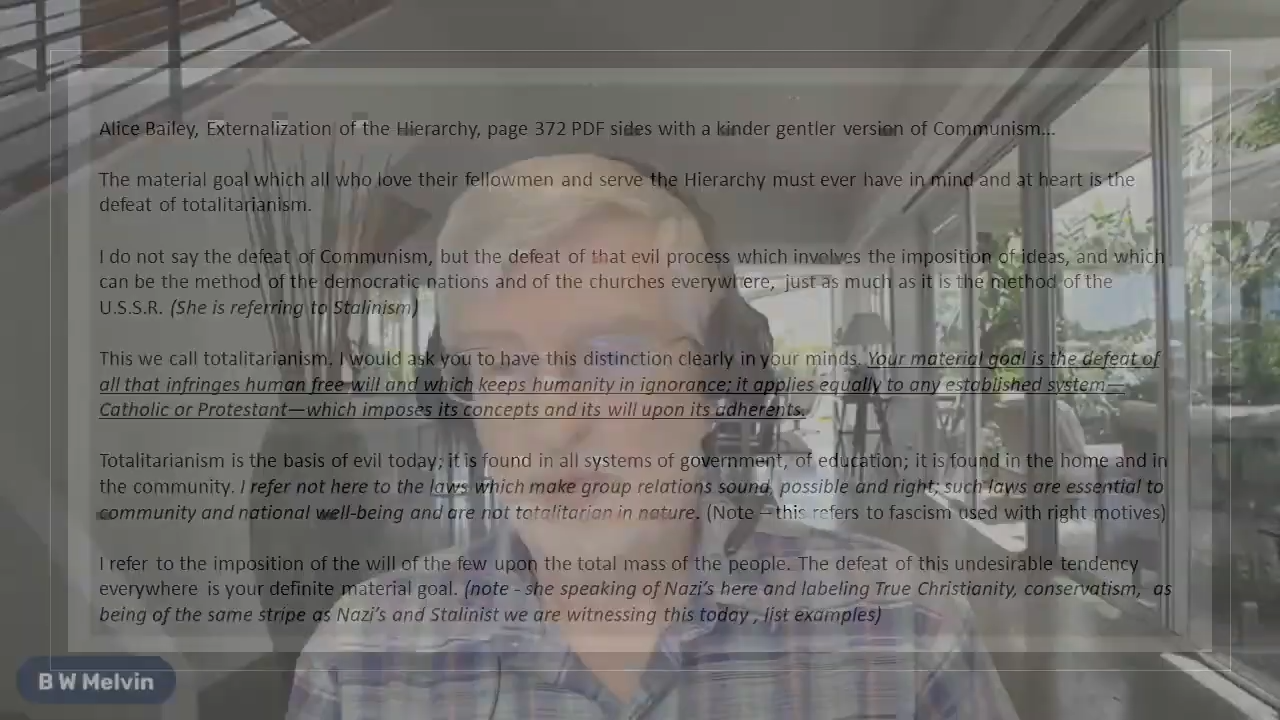 Alice Bailey, Externalization of the Hierarchy, page 372 PDF sides with a kinder gentler version of Communism...
The material goal which all who love their fellowmen and serve the Hierarchy must ever have in mind and at heart is the
defeat of totalitarianism.
I do not say the defeat of Communism, but the defeat of that evil process which involves the imposition of ideas, and which
can be the method of the democratic nations and of the churches everywhere, just as much as it is the method of the
U.S.S.R. (She is referring to Stalinism)
This we call totalitarianism. I would ask you to have this distinction clearly in your minds. Your material goal is the defeat of
all that infringes human free will and which keeps humanity in ignorance; it applies equally to any established system—
Catholic or Protestant—which imposes its concepts and its will upon its adherents.
Totalitarianism is the basis of evil today; it is found in all systems of government, of education; it is found in the home and in
the community. I refer not here to the laws which make group relations sound, possible and right; such laws are essential to
community and national well-being and are not totalitarian in nature. (Note – this refers to fascism used with right motives)
I refer to the imposition of the will of the few upon the total mass of the people. The defeat of this undesirable tendency
everywhere is your definite material goal. (note - she speaking of Nazi's here and labeling True Christianity, conservatism, as
being of the same stripe as Nazi's and Stalinist we are witnessing this today , list examples)
B W Melvin